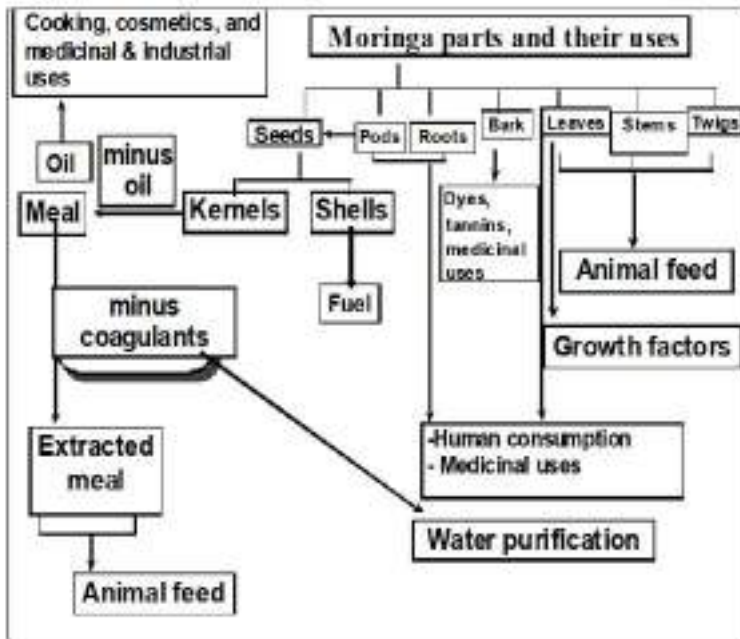 Cooking, cosmetics, and
medicinal & industrial
uses
Moringa parts and their uses
Seeds
Pods
Roots
Bark
Leaves
Stems
Twigs
Oil
minus
oil
Meal
Kernels
Shells
Dyes,
tannins,
medicinal
uses
Animal feed
Fuel
minus
coagulants
Growth factors
Extracted
meal
-Human consumption
- Medicinal uses
Water purification
Animal feed